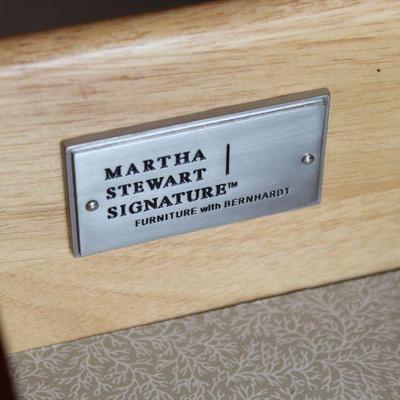 MARTHA
STEWART
SIGNATURE™
FURNITURE with BERNHARDT